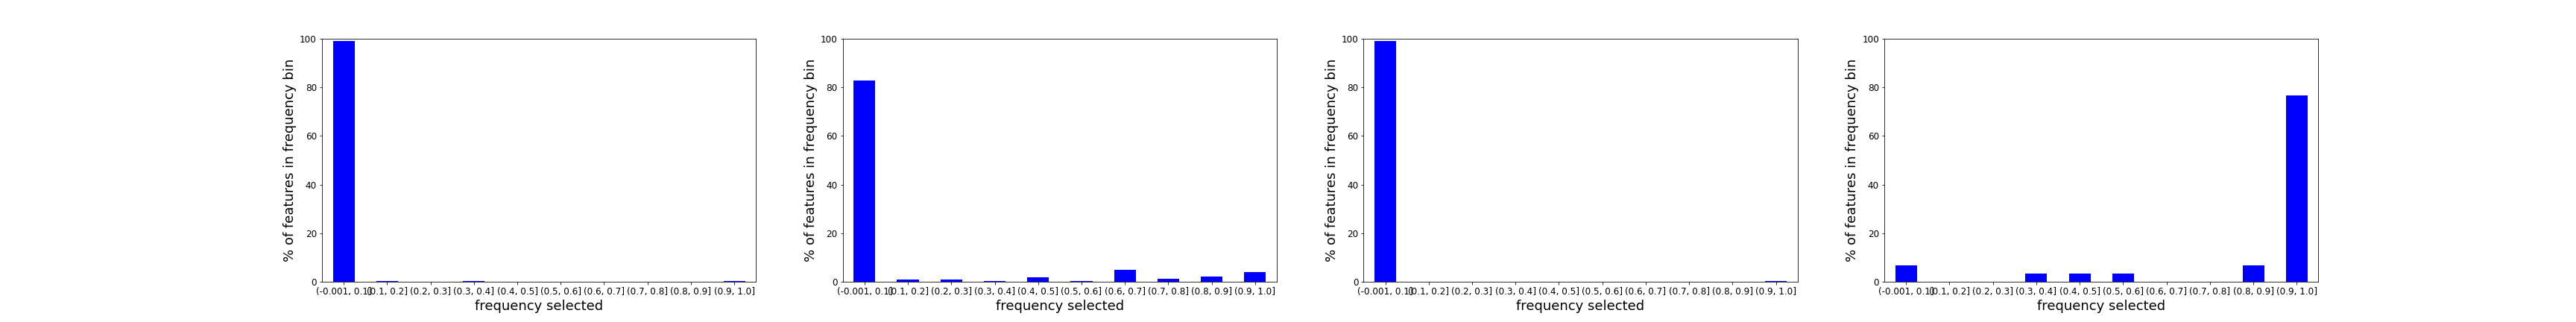 % of features in frequency bin
100
80
60
40
20
0
(-0.001, 0.1] (0.1, 0.2] (0.2, 0.3] (0.3, 0.4] (0.4, 0.5] (0.5, 0.6] (0.6, 0.7] (0.7, 0.8] (0.8, 0.9] (0.9, 1.0]
frequency selected
% of features in frequency bin
100
80
60
40
20
0
(-0.001, 0.1] (0.1, 0.2] (0.2, 0.3] (0.3, 0.4] (0.4, 0.5] (0.5, 0.6] (0.6, 0.7] (0.7, 0.8] (0.8, 0.9] (0.9, 1.0]
frequency selected
% of features in frequency bin
100
80
60
40
20
0
(-0.001, 0.1] (0.1, 0.2] (0.2, 0.3] (0.3, 0.4] (0.4, 0.5] (0.5, 0.6] (0.6, 0.7] (0.7, 0.8] (0.8, 0.9] (0.9, 1.0]
frequency selected
% of features in frequency bin
100
80
60
40
20
0
(-0.001, 0.1] (0.1, 0.2] (0.2, 0.3] (0.3, 0.4] (0.4, 0.5] (0.5, 0.6] (0.6, 0.7] (0.7, 0.8] (0.8, 0.9] (0.9, 1.0]
frequency selected